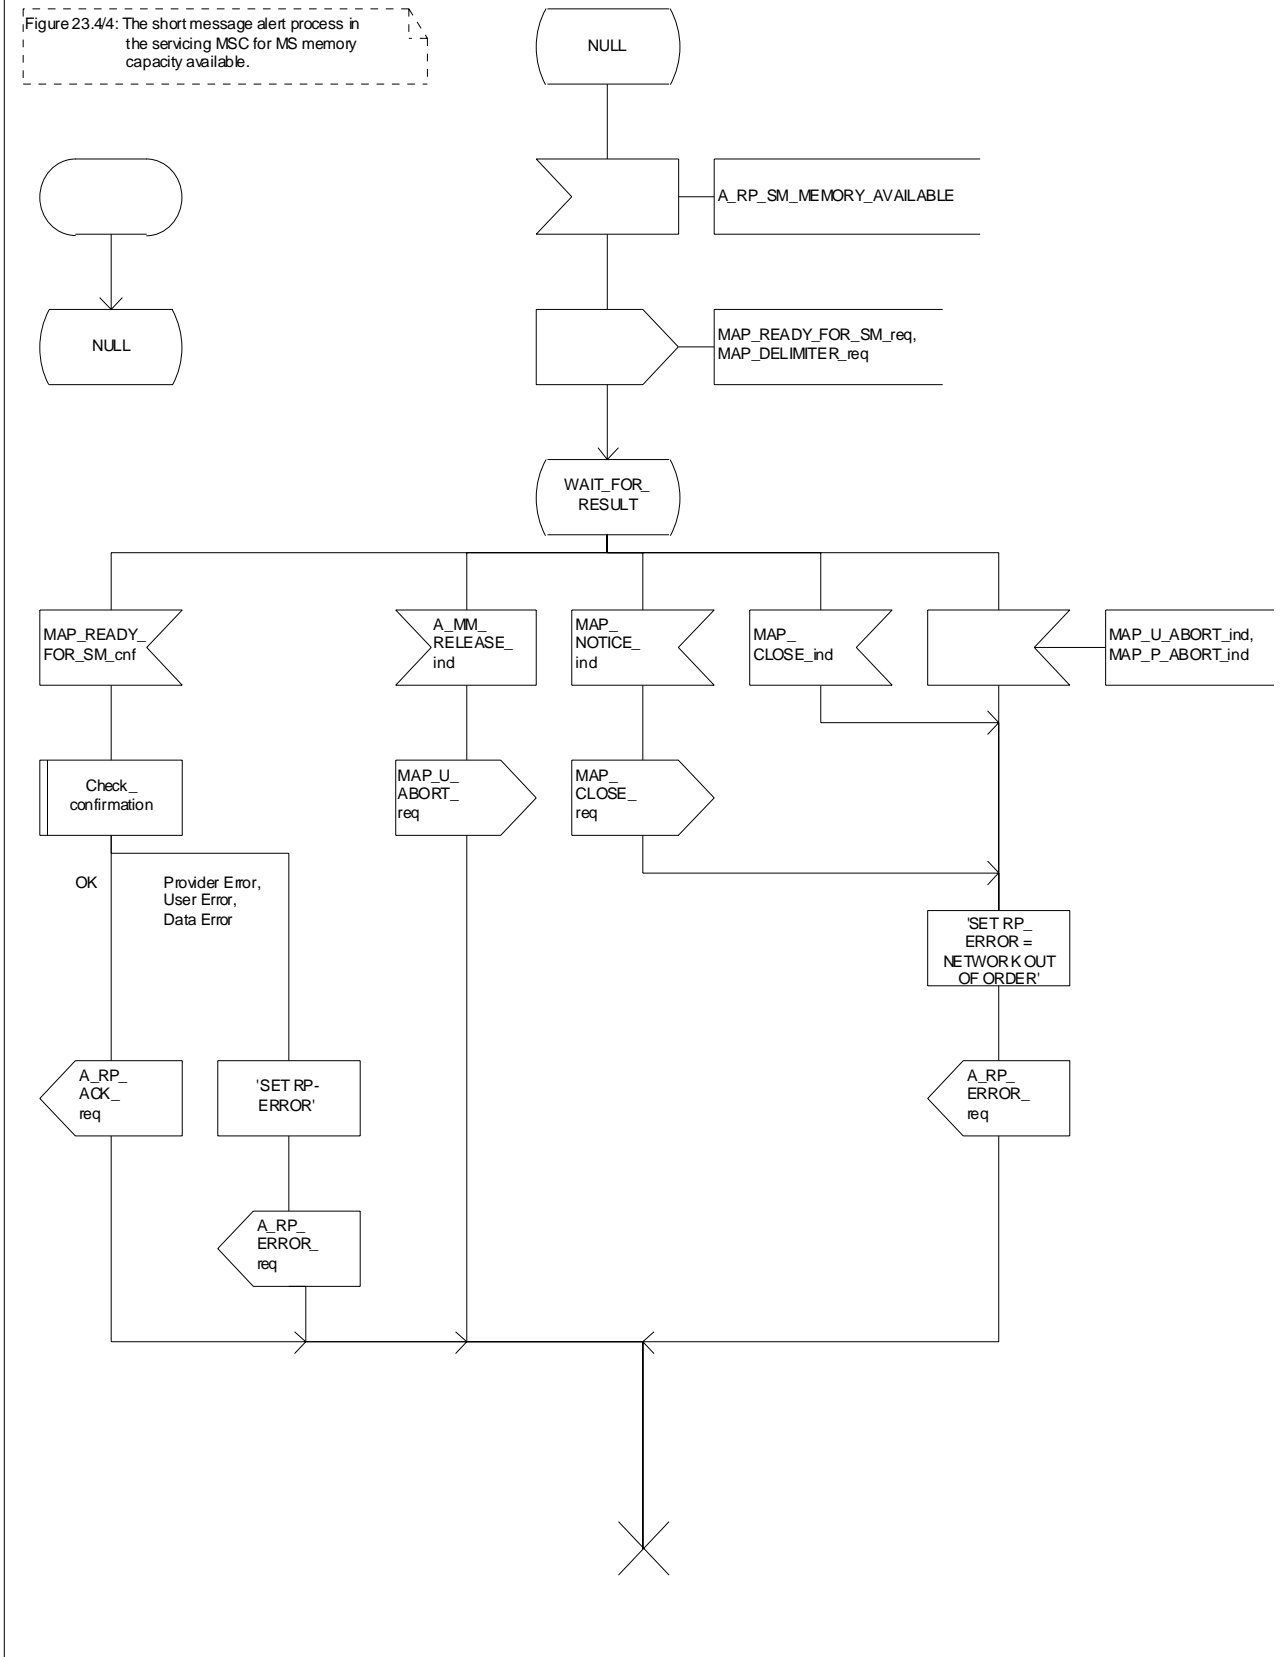 Figure 23.4/4: The short message alert process in
the servicing MSC for MS memory
capacity available.
NULL
A_RP_SM_MEMORY_AVAILABLE
NULL
MAP_READY_FOR_SM_req,
MAP_DELIMITER_req
WAIT_FOR_
RESULT
MAP_READY_
FOR_SM_cnf
A_MM_
RELEASE_
ind
MAP_
NOTICE_
ind
MAP_
CLOSE_ind
MAP_U_ABORT_ind,
MAP_P_ABORT_ind
Check_
confirmation
MAP_U_
ABORT_
req
MAP_
CLOSE_
req
OK
Provider Error,
User Error,
Data Error
'SET RP_
ERROR =
NETWORK OUT
OF ORDER'
A_RP_
ACK_
req
'SET RP-
ERROR'
A_RP_
ERROR_
req
A_RP_
ERROR_
req